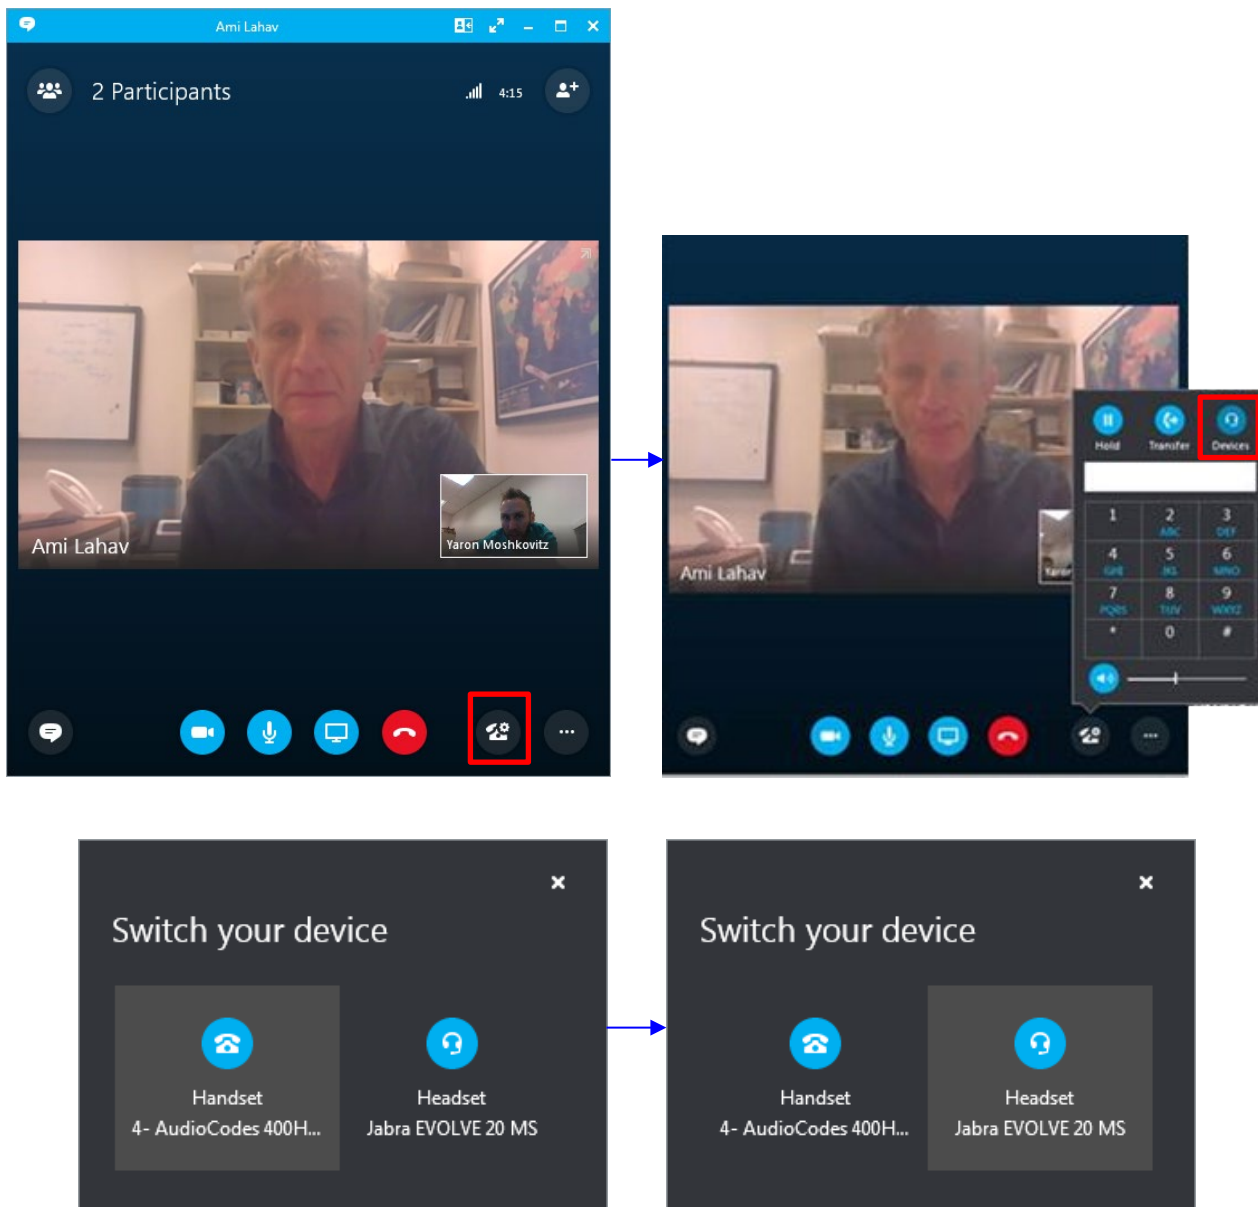 Ami Lahav
2 Participants
4:15
Ami Lahav
Yaron Moshkovitz
Hold Transfer Devices
1 2 3
ABC DEF
4 5 6
GHI JKL MNO
7 8 9
PQRS TUV WXYZ
* 0 #
Ami Lahav
Yaron
Switch your device
Handset
4- AudioCodes 400H...
Headset
Jabra EVOLVE 20 MS
Switch your device
Handset
4- AudioCodes 400H...
Headset
Jabra EVOLVE 20 MS